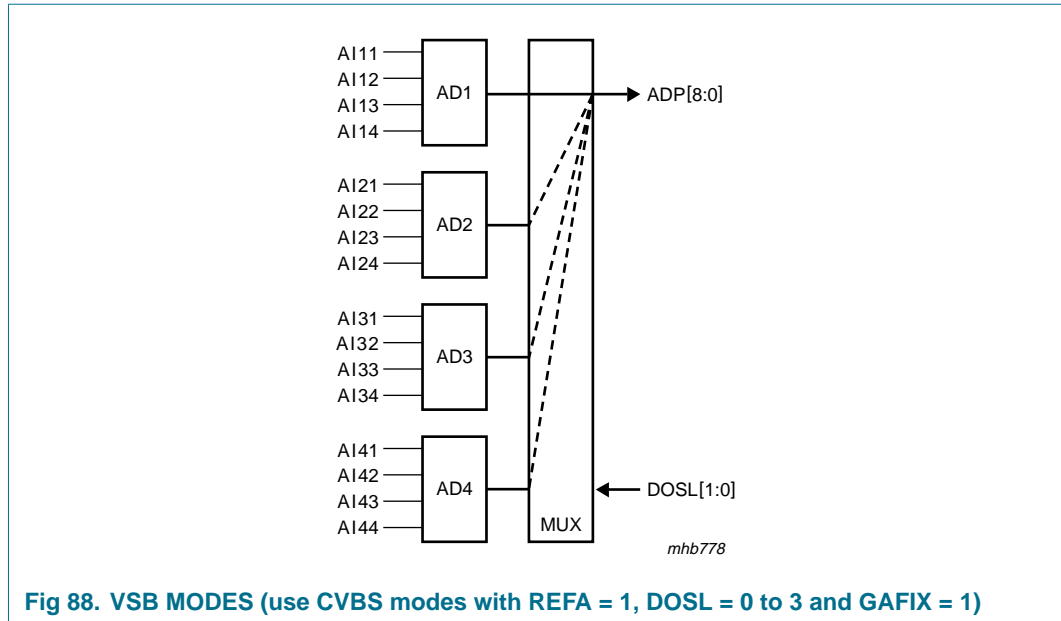 AI11
AI12
AI13
AI14
AD1
ADP[8:0]
AI21
AI22
AI23
AI24
AD2
AI31
AI32
AI33
AI34
AD3
AI41
AI42
AI43
AI44
AD4
DOSL[1:0]
MUX
mhb778
Fig 88. VSB MODES (use CVBS modes with REFA = 1, DOSL = 0 to 3 and GAFIX = 1)